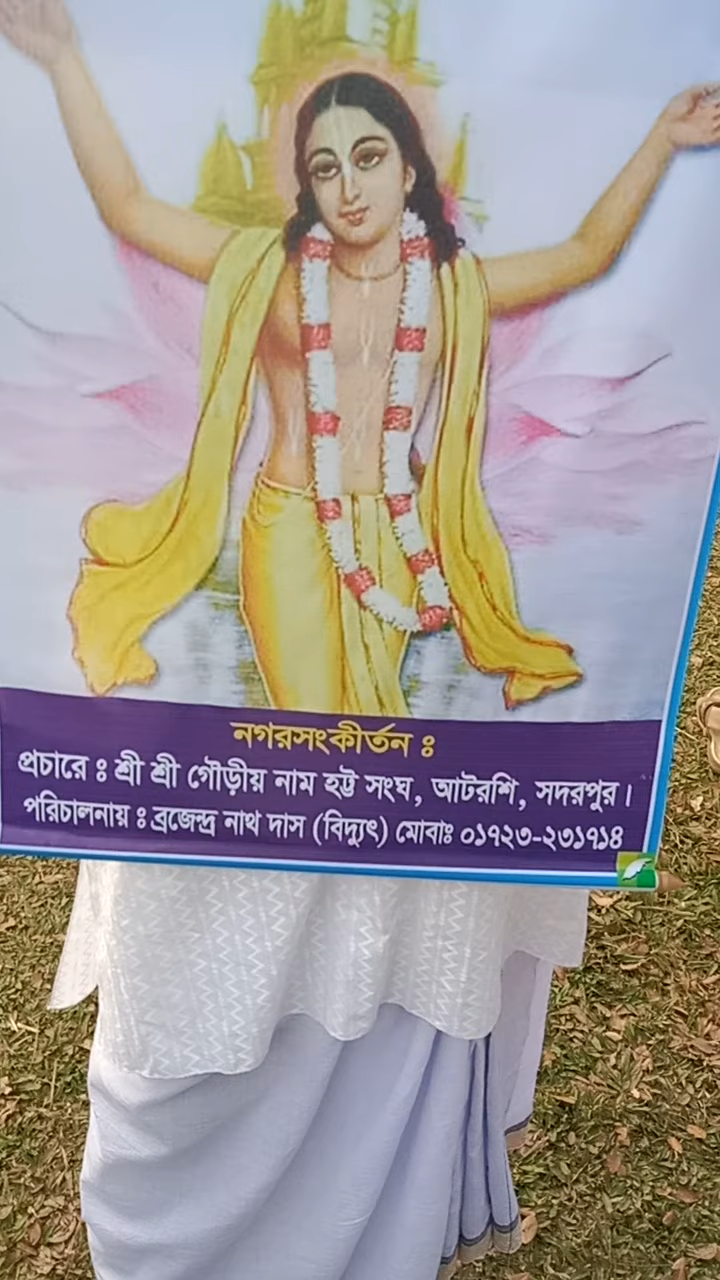 নগরসংকীর্তন ঃ
প্রচারে ঃ শ্রী শ্রী গৌড়ীয় নাম হট্ট সংঘ, আটরশি, সদরপুর।
পরিচালনায় ঃ ব্রজেন্দ্র নাথ দাস (বিদ্যুৎ) মোবাঃ ০১৭২৩-২৩১৭১৪